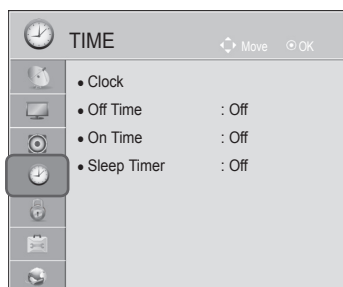 TIME Move OK
• Clock
• Off Time : Off
• On Time : Off
• Sleep Timer : Off